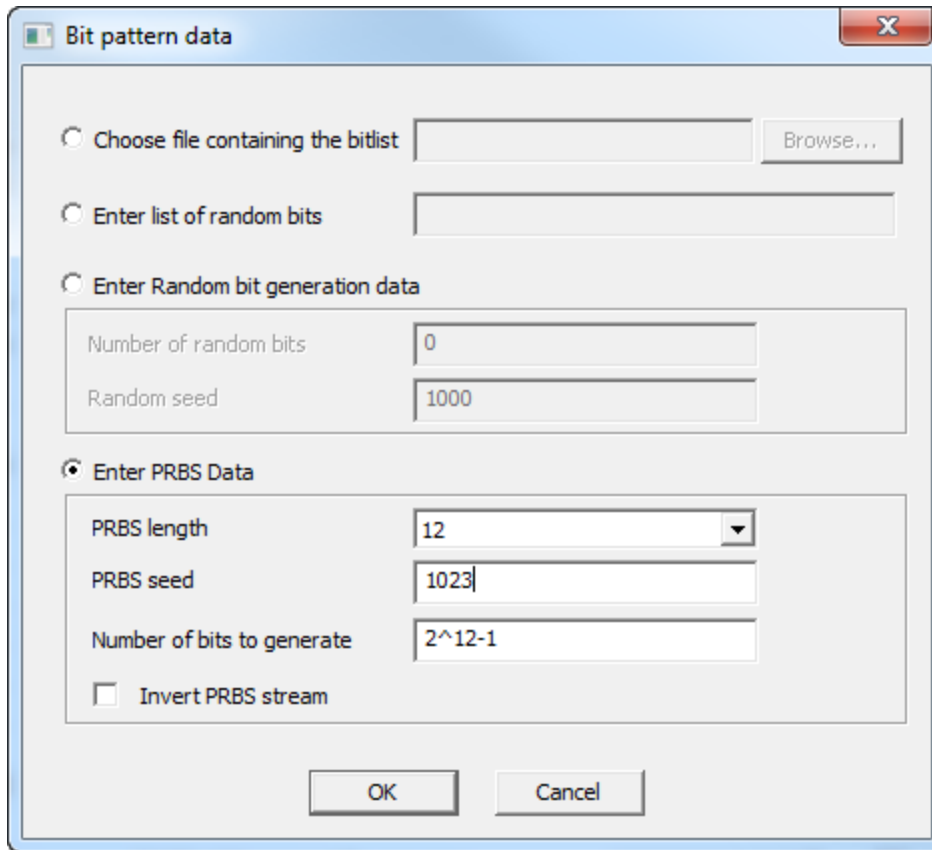 Bit pattern data
Choose file containing the bitlist Browse...
Enter list of random bits
Enter Random bit generation data
Number of random bits 0
Random seed 1000
Enter PRBS Data
PRBS length 12
PRBS seed 1023
Number of bits to generate 2^12-1
Invert PRBS stream
OK Cancel